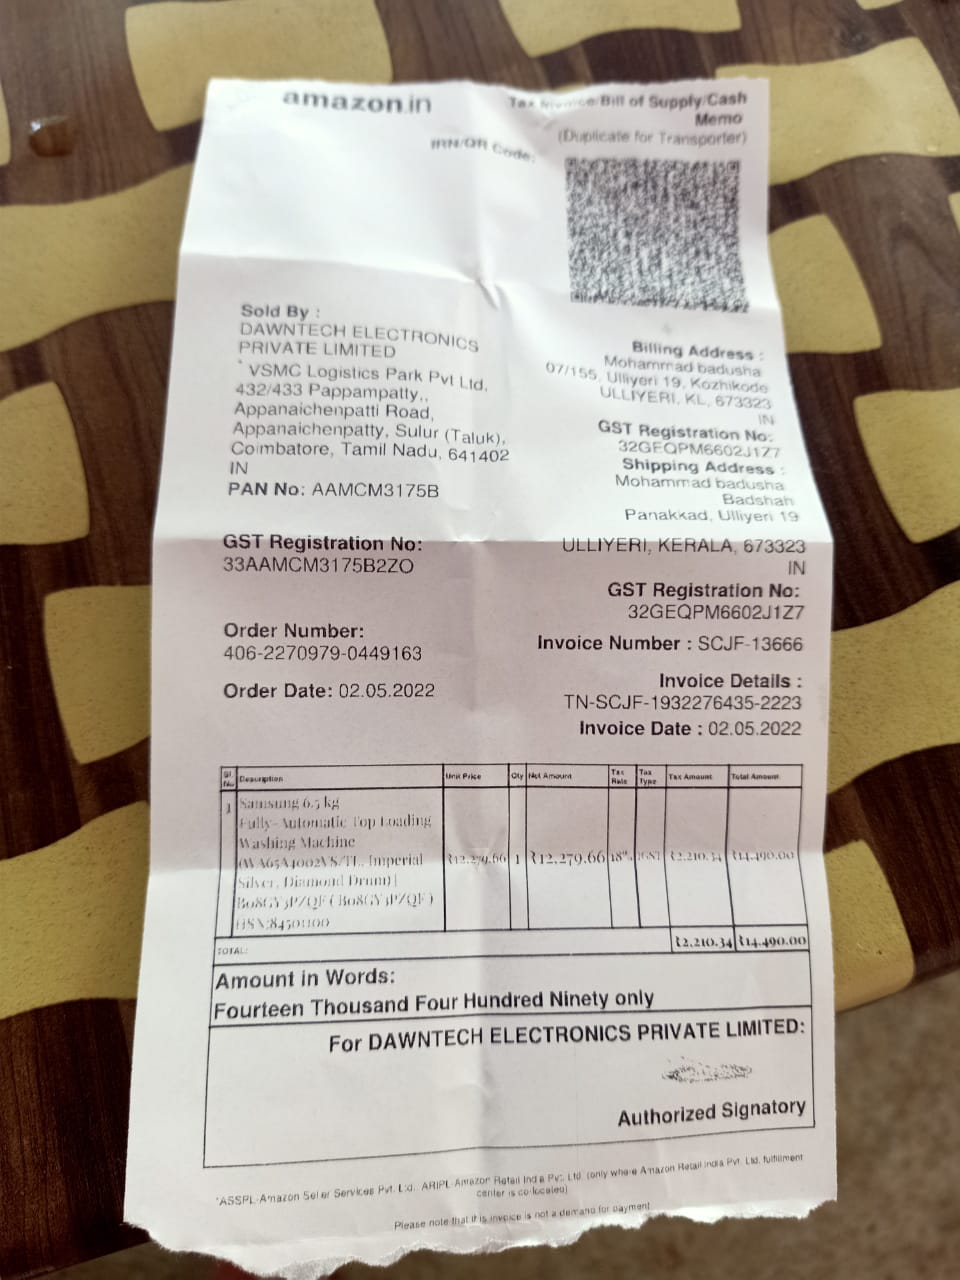 amazon.in
Tax Invoice/Bill of Supply/Cash
Memo
(Duplicate for Transporter)
IRN/QR Code:
Sold By :
DAWNTECH ELECTRONICS
PRIVATE LIMITED
* VSMC Logistics Park Pvt Ltd,
432/433 Pappampatty,,
Appanaichenpatti Road,
Appanaichenpatty, Sulur (Taluk),
Coimbatore, Tamil Nadu, 641402
IN
PAN No: AAMCM3175B
GST Registration No:
33AAMCM3175B2ZO
Order Number:
406-2270979-0449163
Order Date: 02.05.2022
Billing Address :
Mohammad badusha
07/155, Ulliyeri 19, Kozhikode
ULLIYERI, KL, 673323
IN
GST Registration No:
32GEQPM6602J1Z7
Shipping Address :
Mohammad badusha
Badshah
Panakkad, Ulliyeri 19
ULLIYERI, KERALA, 673323
IN
GST Registration No:
32GEQPM6602J1Z7
Invoice Number : SCJF-13666
Invoice Details :
TN-SCJF-1932276435-2223
Invoice Date : 02.05.2022
Sl. No Description Unit Price Qty Net Amount Tax Rate Tax Type Tax Amount Total Amount
1 Samsung 6.5 kg
Fully-Automatic Top Loading
Washing Machine
(WA65A4002VS/TL, Imperial
Silver, Diamond Drum) |
B08GY3PZQF ( B08GY3PZQF )
HSN:84501100
₹12,279.66 1 ₹12,279.66 18% IGST ₹2,210.34 ₹14,490.00
TOTAL: ₹2,210.34 ₹14,490.00
Amount in Words:
Fourteen Thousand Four Hundred Ninety only
For DAWNTECH ELECTRONICS PRIVATE LIMITED:
Authorized Signatory
*ASSPL-Amazon Seller Services Pvt. Ltd., ARIPL-Amazon Retail India Pvt. Ltd. (only where Amazon Retail India Pvt. Ltd. fulfillment
center is co-located)
Please note that this invoice is not a demand for payment